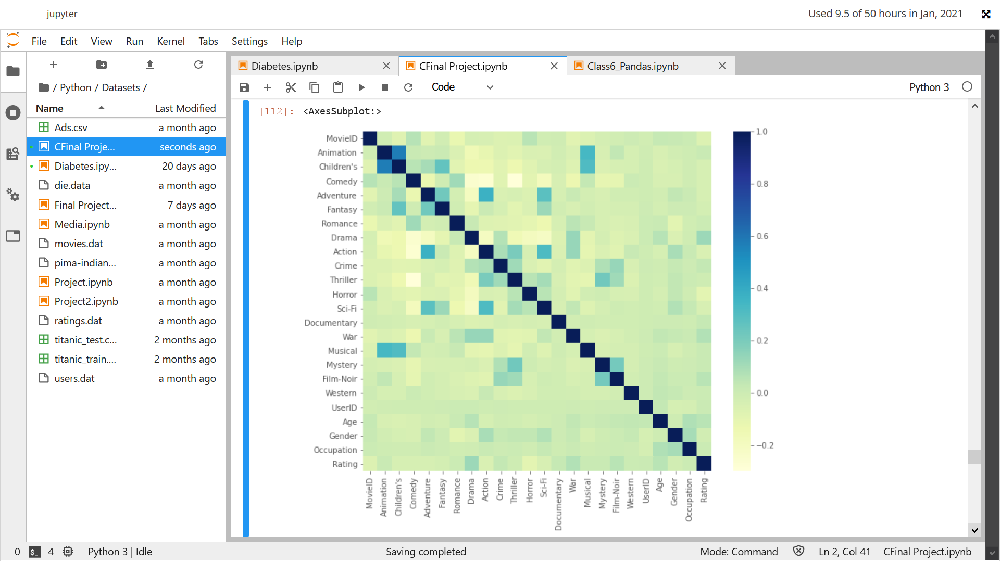 jupyter
Used 9.5 of 50 hours in Jan, 2021
File Edit View Run Kernel Tabs Settings Help
/ Python / Datasets /
Name Last Modified
Ads.csv a month ago
CFinal Proje... seconds ago
Diabetes.ipy... 20 days ago
die.data a month ago
Final Project... 7 days ago
Media.ipynb a month ago
movies.dat a month ago
pima-indian... a month ago
Project.ipynb a month ago
Project2.ipynb a month ago
ratings.dat a month ago
titanic_test.c... 2 months ago
titanic_train.... 2 months ago
users.dat a month ago
Diabetes.ipynb CFinal Project.ipynb Class6_Pandas.ipynb
Code Python 3
[112]: <AxesSubplot:>
MovieID
Animation
Children's
Comedy
Adventure
Fantasy
Romance
Drama
Action
Crime
Thriller
Horror
Sci-Fi
Documentary
War
Musical
Mystery
Film-Noir
Western
UserID
Age
Gender
Occupation
Rating
MovieID Animation Children's Comedy Adventure Fantasy Romance Drama Action Crime Thriller Horror Sci-Fi Documentary War Musical Mystery Film-Noir Western UserID Age Gender Occupation Rating
1.0
0.8
0.6
0.4
0.2
0.0
-0.2
0 $_ 4 Python 3 | Idle Saving completed Mode: Command Ln 2, Col 41 CFinal Project.ipynb